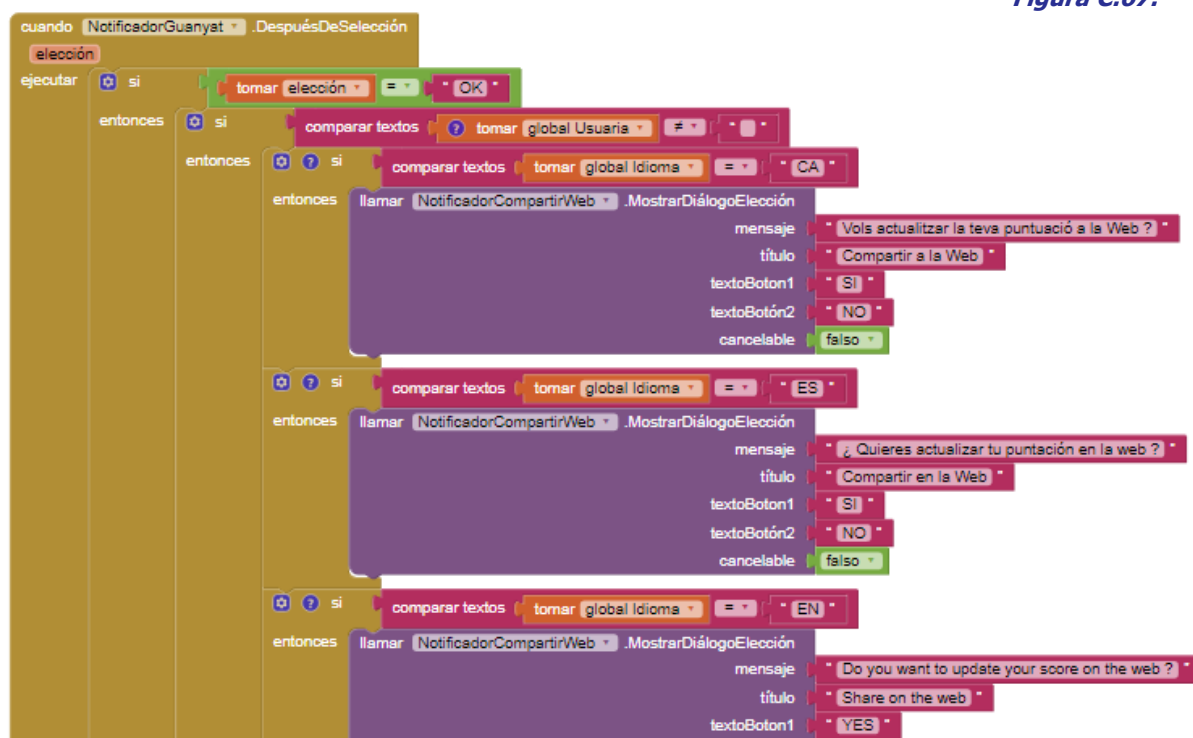 Figura C.67.
cuando NotificadorGuanyat .DespuésDeSelección
elección
ejecutar si tomar elección = " OK "
entonces si comparar textos tomar global Usuaria ≠ " "
entonces si comparar textos tomar global Idioma = " CA "
entonces llamar NotificadorCompartirWeb .MostrarDiálogoElección
mensaje " Vols actualitzar la teva puntuació a la Web ? "
título " Compartir a la Web "
textoBoton1 " SI "
textoBotón2 " NO "
cancelable falso
si comparar textos tomar global Idioma = " ES "
entonces llamar NotificadorCompartirWeb .MostrarDiálogoElección
mensaje " ¿ Quieres actualizar tu puntación en la web ? "
título " Compartir en la Web "
textoBoton1 " SI "
textoBotón2 " NO "
cancelable falso
si comparar textos tomar global Idioma = " EN "
entonces llamar NotificadorCompartirWeb .MostrarDiálogoElección
mensaje " Do you want to update your score on the web ? "
título " Share on the web "
textoBoton1 " YES "